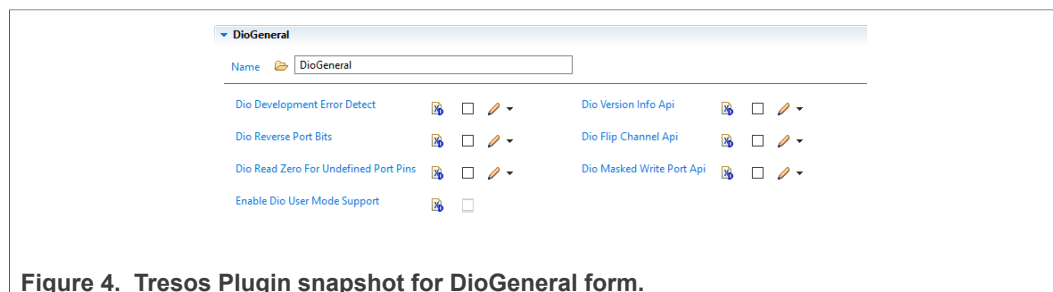 DioGeneral
Name DioGeneral
Dio Development Error Detect Dio Version Info Api
Dio Reverse Port Bits Dio Flip Channel Api
Dio Read Zero For Undefined Port Pins Dio Masked Write Port Api
Enable Dio User Mode Support
Figure 4. Tresos Plugin snapshot for DioGeneral form.